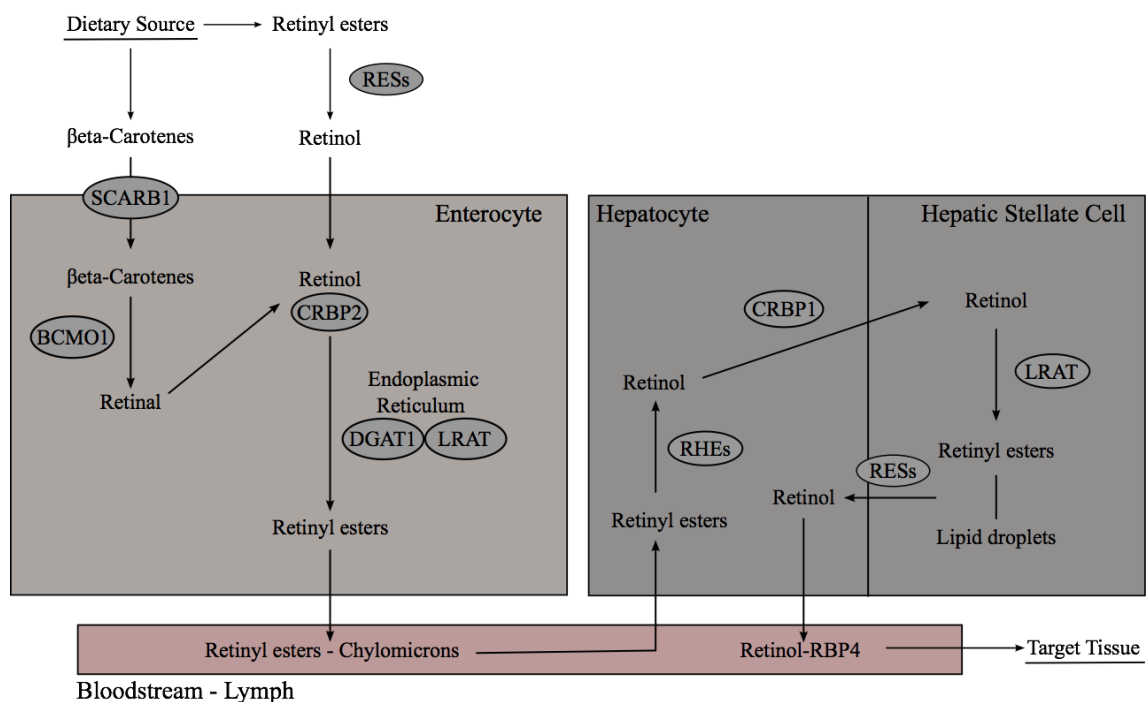 Dietary Source
Retinyl esters
RESs
βeta-Carotenes
Retinol
SCARB1
Enterocyte
βeta-Carotenes
Retinol
CRBP2
BCMO1
Retinal
Endoplasmic
Reticulum
DGAT1
LRAT
Retinyl esters
Hepatocyte
Hepatic Stellate Cell
CRBP1
Retinol
Retinol
LRAT
RHEs
Retinyl esters
RESs
Retinol
Retinyl esters
Lipid droplets
Retinyl esters - Chylomicrons
Retinol-RBP4
Target Tissue
Bloodstream - Lymph